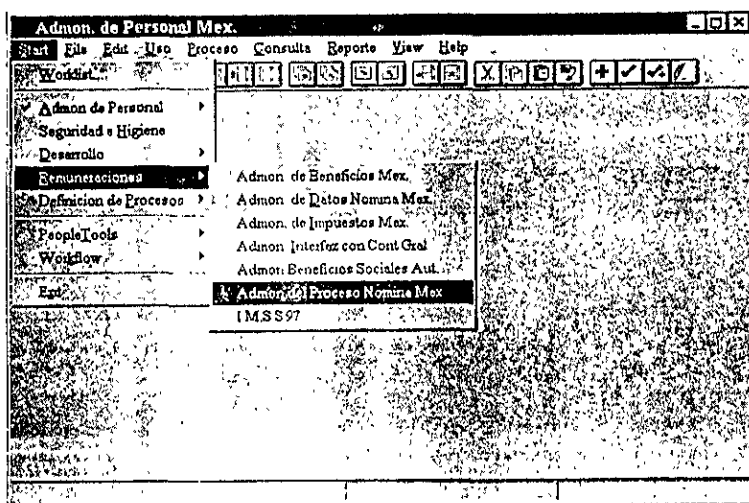 Admon. de Personal Mex.
Start File Edit Uso Proceso Consulta Reporte View Help
Worklist...
Admon de Personal
Seguridad e Higiene
Desarrollo
Remuneraciones
Definicion de Procesos
PeopleTools
Workflow
Exit
Admon. de Beneficios Mex.
Admon. de Datos Nomina Mex.
Admon. de Impuestos Mex.
Admon. Interfaz con Cont Gral
Admon Beneficios Sociales Aut.
Admon del Proceso Nomina Mex
I M.S S 97